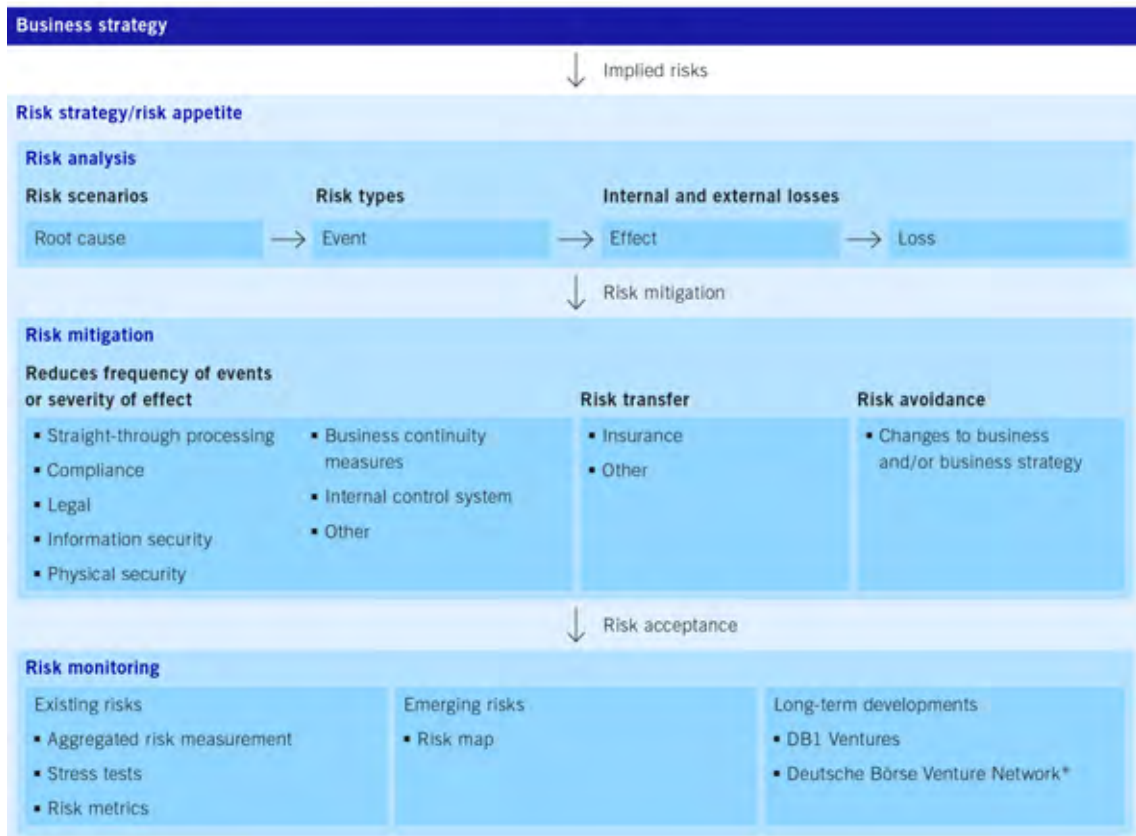 Business strategy
Implied risks
Risk strategy/risk appetite
Risk analysis
Risk scenarios
Risk types
Internal and external losses
Root cause
Event
Effect
Loss
Risk mitigation
Risk mitigation
Reduces frequency of events
or severity of effect
▪ Straight-through processing
▪ Compliance
▪ Legal
▪ Information security
▪ Physical security
▪ Business continuity
measures
▪ Internal control system
▪ Other
Risk transfer
▪ Insurance
▪ Other
Risk avoidance
▪ Changes to business
and/or business strategy
Risk acceptance
Risk monitoring
Existing risks
▪ Aggregated risk measurement
▪ Stress tests
▪ Risk metrics
Emerging risks
▪ Risk map
Long-term developments
▪ DB1 Ventures
▪ Deutsche Börse Venture Network*